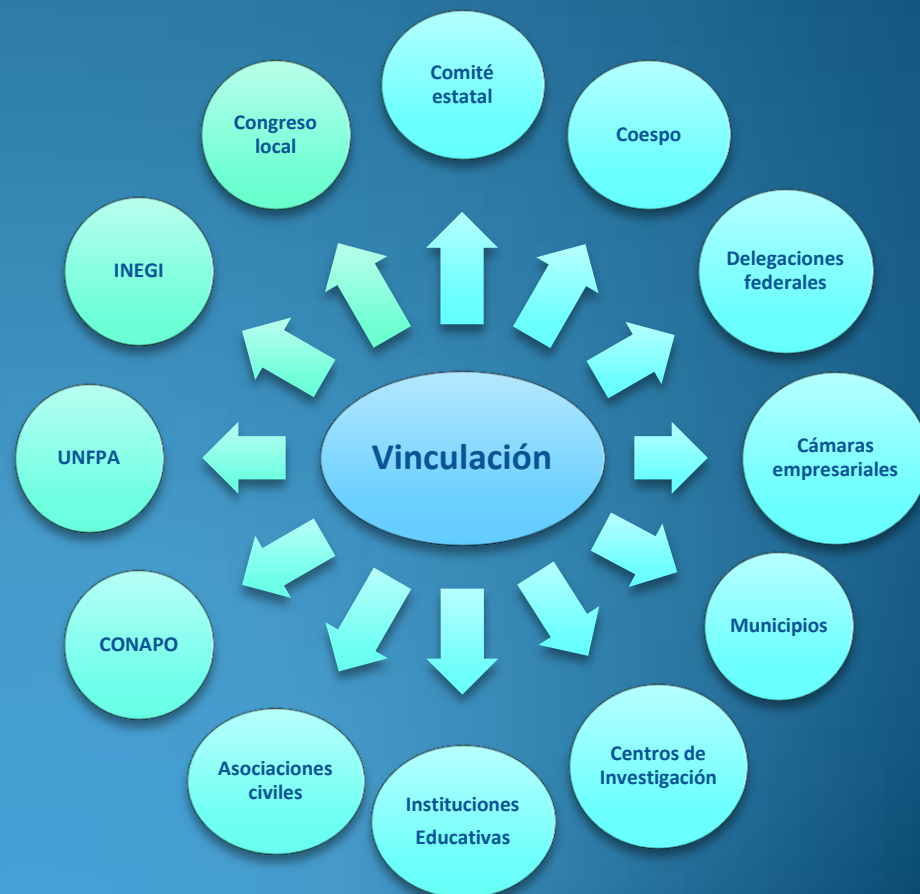 Comité
estatal
Coespo
Delegaciones
federales
Cámaras
empresariales
Municipios
Centros de
Investigación
Instituciones
Educativas
Asociaciones
civiles
CONAPO
UNFPA
INEGI
Congreso
local
Vinculación